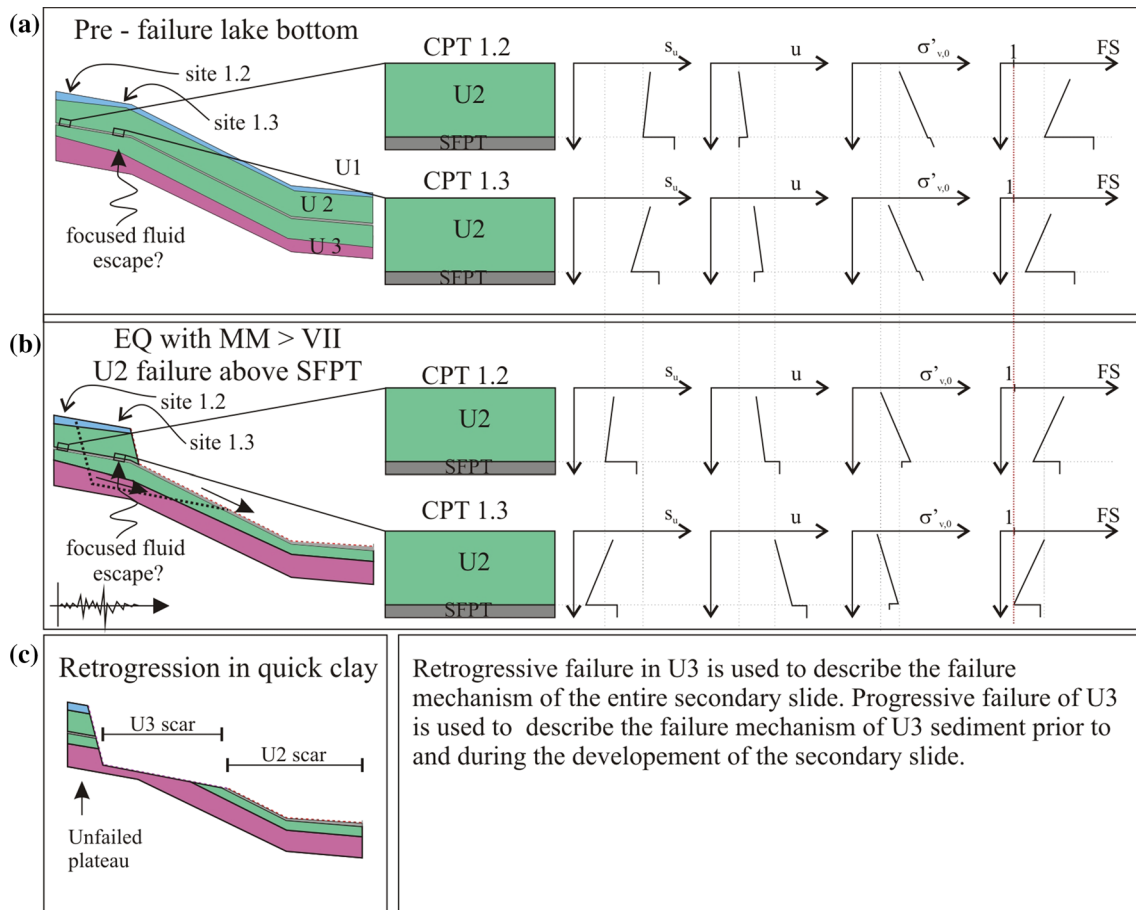 (a)
Pre - failure lake bottom
site 1.2
site 1.3
U1
U 2
U 3
focused fluid
escape?
CPT 1.2
U2
SFPT
su
u
σ'v,0
1
FS
CPT 1.3
U2
SFPT
su
u
σ'v,0
1
FS
(b)
EQ with MM > VII
U2 failure above SFPT
site 1.2
site 1.3
focused fluid
escape?
CPT 1.2
U2
SFPT
su
u
σ'v,0
1
FS
CPT 1.3
U2
SFPT
su
u
σ'v,0
1
FS
(c)
Retrogression in quick clay
U3 scar
U2 scar
Unfailed
plateau
Retrogressive failure in U3 is used to describe the failure
mechanism of the entire secondary slide. Progressive failure of U3
is used to describe the failure mechanism of U3 sediment prior to
and during the developement of the secondary slide.